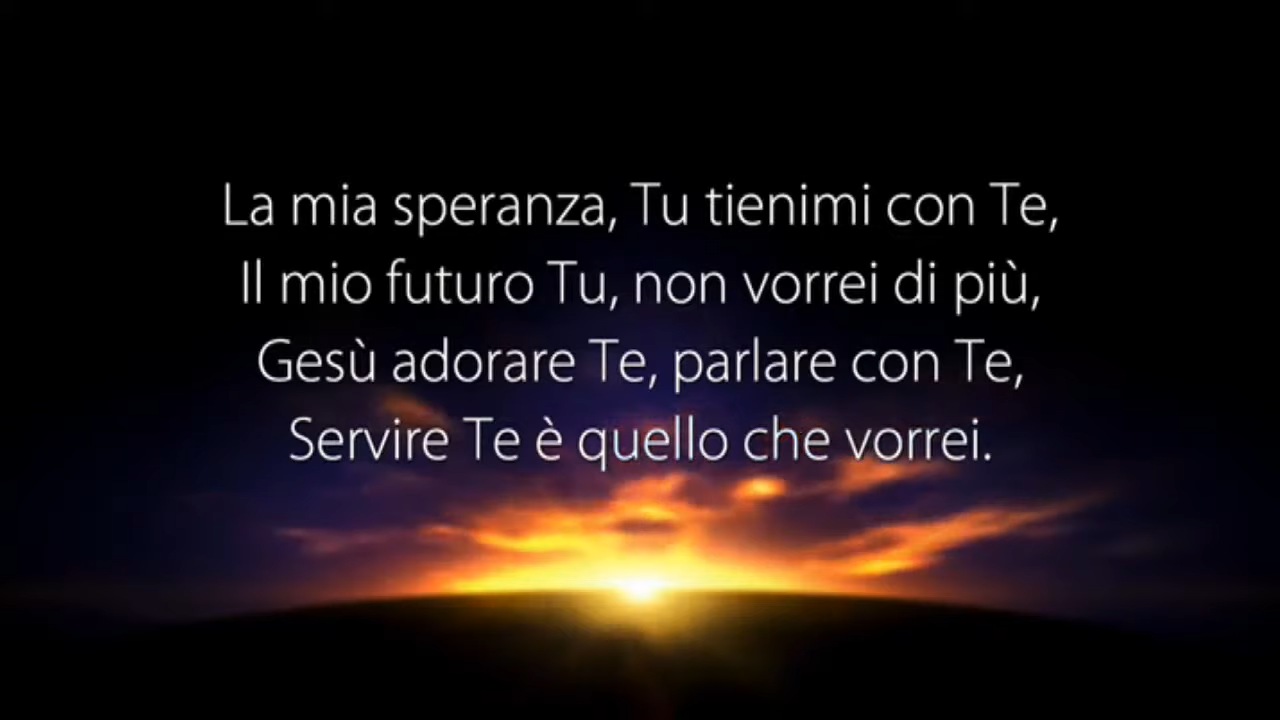 La mia speranza, Tu tienimi con Te,
Il mio futuro Tu, non vorrei di più,
Gesù adorare Te, parlare con Te,
Servire Te è quello che vorrei.